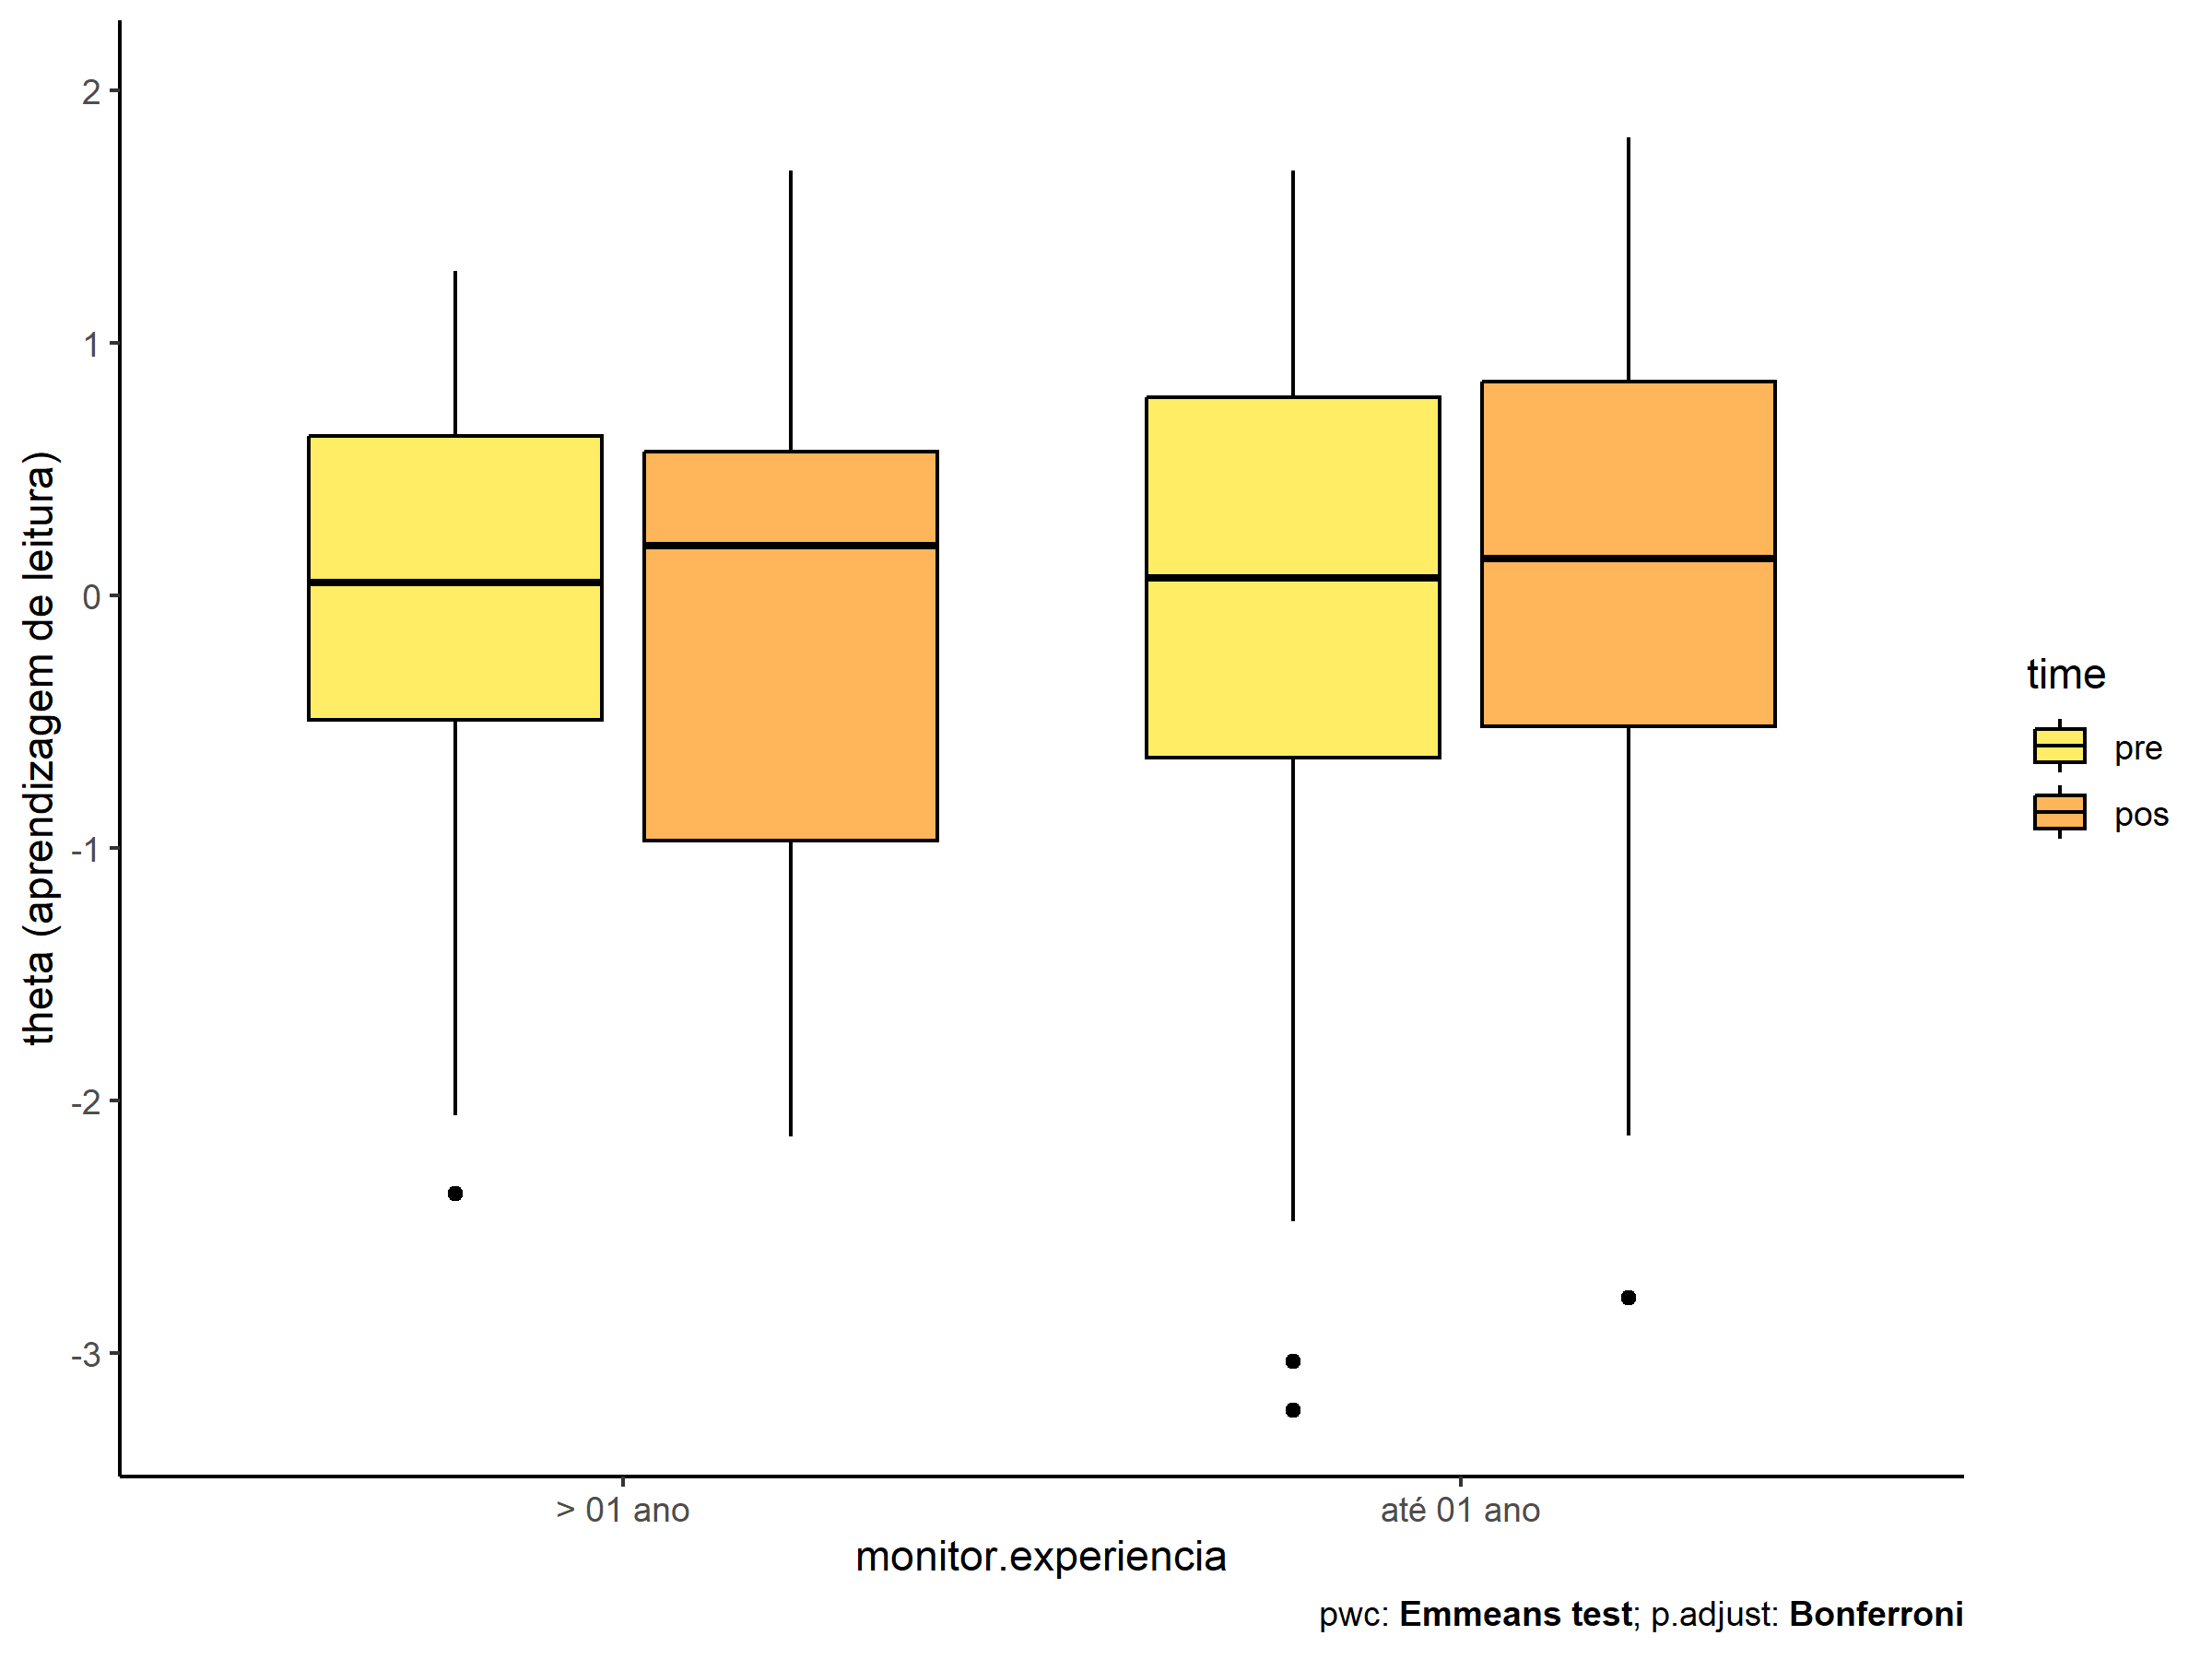 theta (aprendizagem de leitura)
2
1
0
-1
-2
-3
> 01 ano
até 01 ano
monitor.experiencia
time
pre
pos
pwc: Emmeans test; p.adjust: Bonferroni